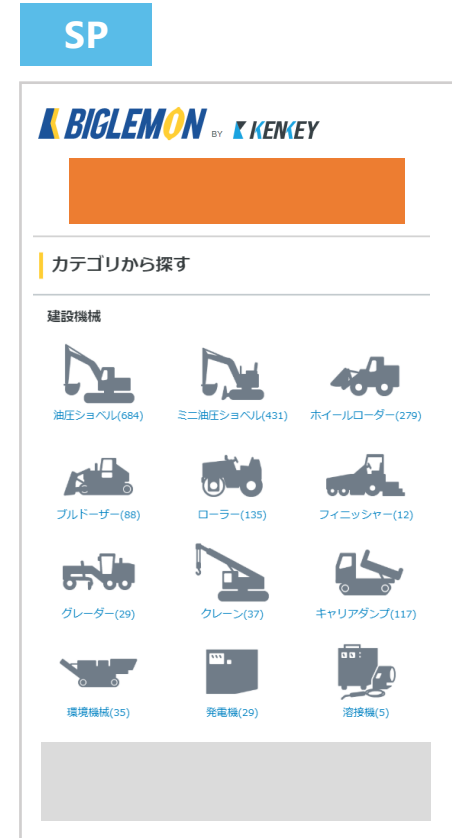 SP
BIGLEMON BY KENKEY
カテゴリから探す
建設機械
油圧ショベル(684) ミニ油圧ショベル(431) ホイールローダー(279)
ブルドーザー(88) ローラー(135) フィニッシャー(12)
グレーダー(29) クレーン(37) キャリアダンプ(117)
環境機械(35) 発電機(29) 溶接機(5)